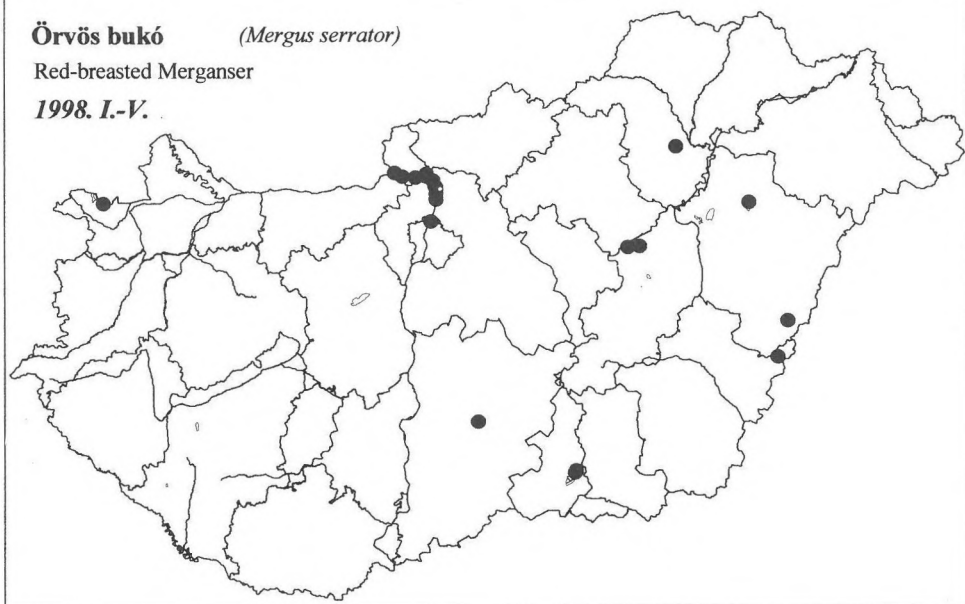 Örvös bukó (Mergus serrator)
Red-breasted Merganser
1998. I.-V.